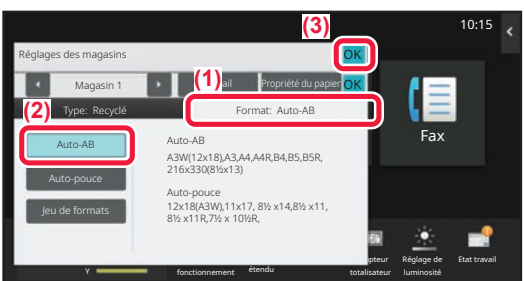 (3)
10:15
Réglages des magasins
OK
Magasin 1
(1)
ail
Propriété du papier
OK
(2)
Type: Recyclé
Format: Auto-AB
Fax
Auto-AB
Auto-pouce
Jeu de formats
Auto-AB
A3W(12x18),A3,A4,A4R,B4,B5,B5R,
216x330(8½x13)
Auto-pouce
12x18(A3W),11x17, 8½ x14,8½ x11,
8½ x11R,7½ x 10½R,
Y
fonctionnement
étendu
pteur
totalisateur
Réglage de
luminosité
Etat travail